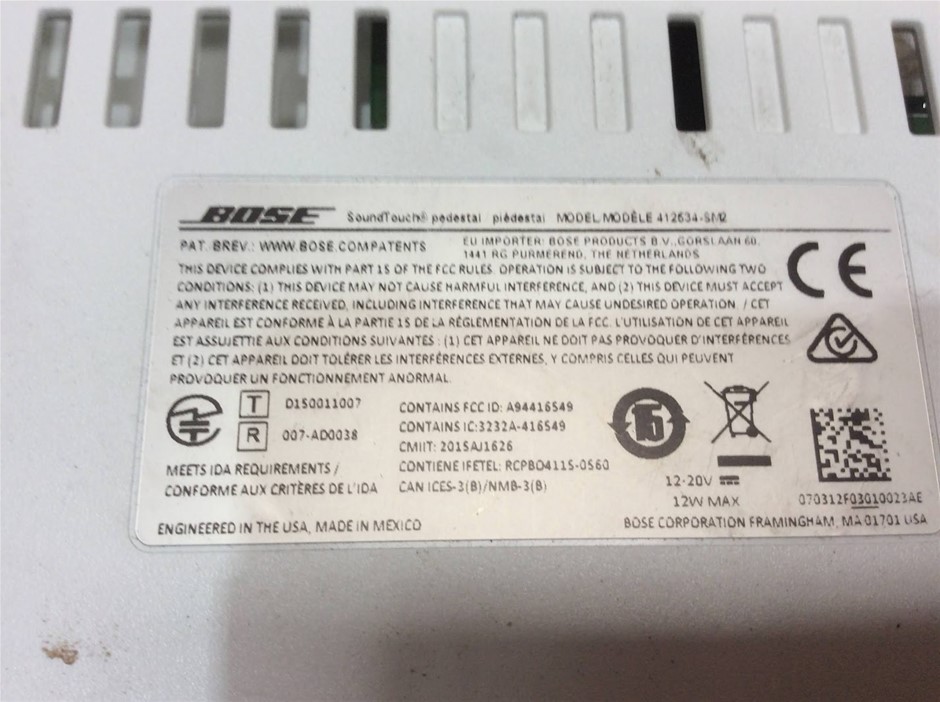 BOSE SoundTouch® pedestal piédestal MODEL MODÈLE 412634-SM2
PAT. BREV.: WWW.BOSE.COM/PATENTS
EU IMPORTER: BOSE PRODUCTS B.V., GORSLAAN 60,
1441 RG PURMEREND, THE NETHERLANDS
THIS DEVICE COMPLIES WITH PART 15 OF THE FCC RULES. OPERATION IS SUBJECT TO THE FOLLOWING TWO
CONDITIONS: (1) THIS DEVICE MAY NOT CAUSE HARMFUL INTERFERENCE, AND (2) THIS DEVICE MUST ACCEPT
ANY INTERFERENCE RECEIVED, INCLUDING INTERFERENCE THAT MAY CAUSE UNDESIRED OPERATION. / CET
APPAREIL EST CONFORME À LA PARTIE 15 DE LA RÉGLEMENTATION DE LA FCC. L'UTILISATION DE CET APPAREIL
EST ASSUJETTIE AUX CONDITIONS SUIVANTES : (1) CET APPAREIL NE DOIT PAS PROVOQUER D'INTERFÉRENCES
ET (2) CET APPAREIL DOIT TOLÉRER LES INTERFÉRENCES EXTERNES, Y COMPRIS CELLES QUI PEUVENT
PROVOQUER UN FONCTIONNEMENT ANORMAL.
CE
T D150011007
R 007-AD0038
MEETS IDA REQUIREMENTS /
CONFORME AUX CRITÈRES DE L'IDA
CONTAINS FCC ID: A94416549
CONTAINS IC:3232A-416549
CMIIT: 2015AJ1626
CONTIENE IFETEL: RCPBO4115-0560
CAN ICES-3(B)/NMB-3(B)
15
12-20V
12W MAX
070312F03010023AE
ENGINEERED IN THE USA, MADE IN MEXICO
BOSE CORPORATION FRAMINGHAM, MA 01701 USA